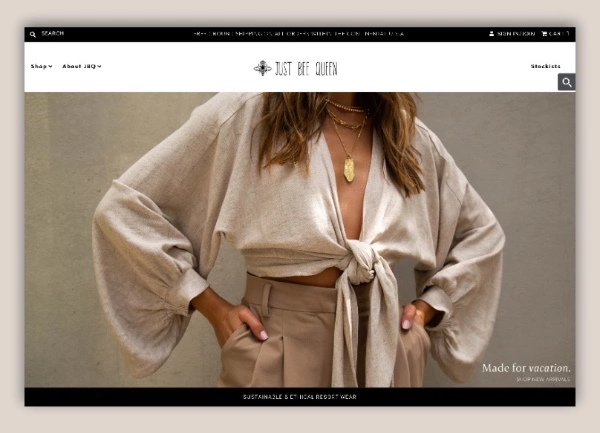 SEARCH
FREE GROUND SHIPPING ON ALL ORDERS WITHIN THE CONTINENTAL U.S.A.
SIGN IN/JOIN
CART
Shop
About JBQ
JUST BEE QUEEN
Stockists
Made for vacation.
SHOP NEW ARRIVALS
SUSTAINABLE & ETHICAL RESORT WEAR